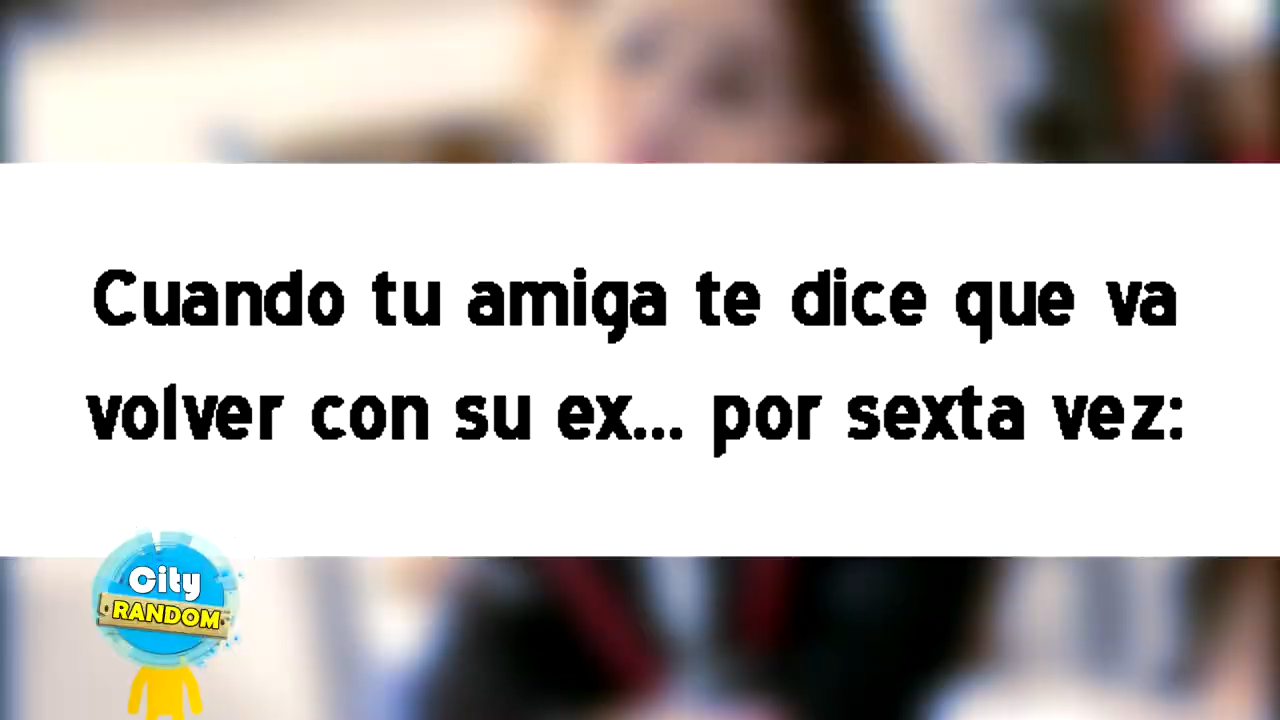 Cuando tu amiga te dice que va
volver con su ex... por sexta vez:
City
RANDOM